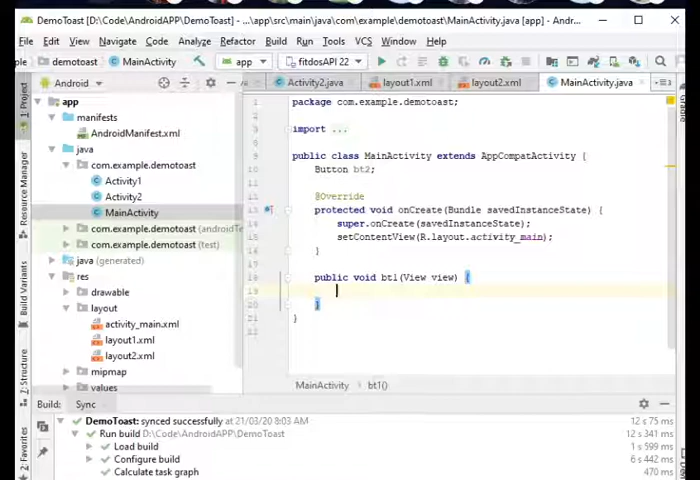 DemoToast [D:\Code\AndroidAPP\DemoToast] - ...\app\src\main\java\com\example\demotoast\MainActivity.java [app] - Andr...
File Edit View Navigate Code Analyze Refactor Build Run Tools VCS Window Help
demotoast MainActivity app fitdosAPI 22
Android Activity2.java layout1.xml layout2.xml MainActivity.java
1: Project
Resource Manager
Build Variants
Z: Structure
2: Favorites
Gradle
app
manifests
AndroidManifest.xml
java
com.example.demotoast
Activity1
Activity2
MainActivity
com.example.demotoast (androidTe
com.example.demotoast (test)
java (generated)
res
drawable
layout
activity_main.xml
layout1.xml
layout2.xml
mipmap
values
package com.example.demotoast;
import ...
public class MainActivity extends AppCompatActivity {
Button bt2;
@Override
protected void onCreate(Bundle savedInstanceState) {
super.onCreate(savedInstanceState);
setContentView(R.layout.activity_main);
}
public void bt1(View view) {
}
}
MainActivity bt1()
Build: Sync
DemoToast: synced successfully at 21/03/20 8:03 AM 12 s 75 ms
Run build D:\Code\AndroidAPP\DemoToast 12 s 341 ms
Load build 1 s 599 ms
Configure build 6 s 442 ms
Calculate task graph 470 ms